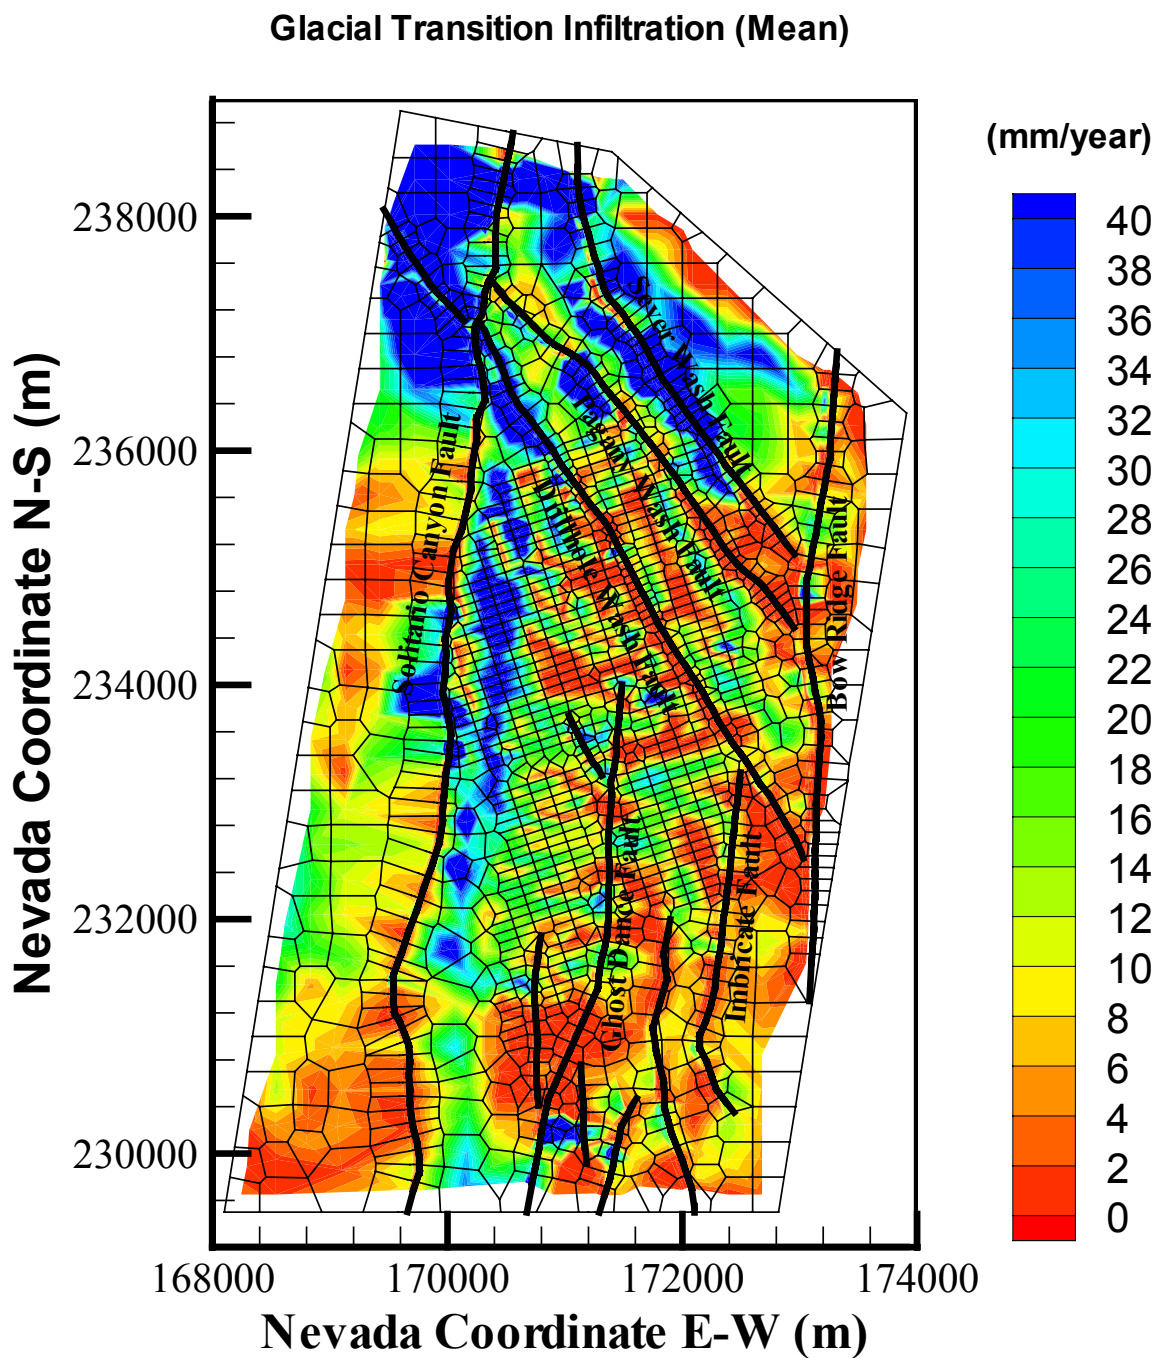 Glacial Transition Infiltration (Mean)
(mm/year)
40
38
36
34
32
30
28
26
24
22
20
18
16
14
12
10
8
6
4
2
0
238000
236000
234000
232000
230000
Nevada Coordinate N-S (m)
Sever Wash Fault
Pagany Wash Fault
Drillhole Wash Fault
Solitario Canyon Fault
Bow Ridge Fault
Ghost Dance Fault
Imbricate Fault
168000
170000
172000
174000
Nevada Coordinate E-W (m)